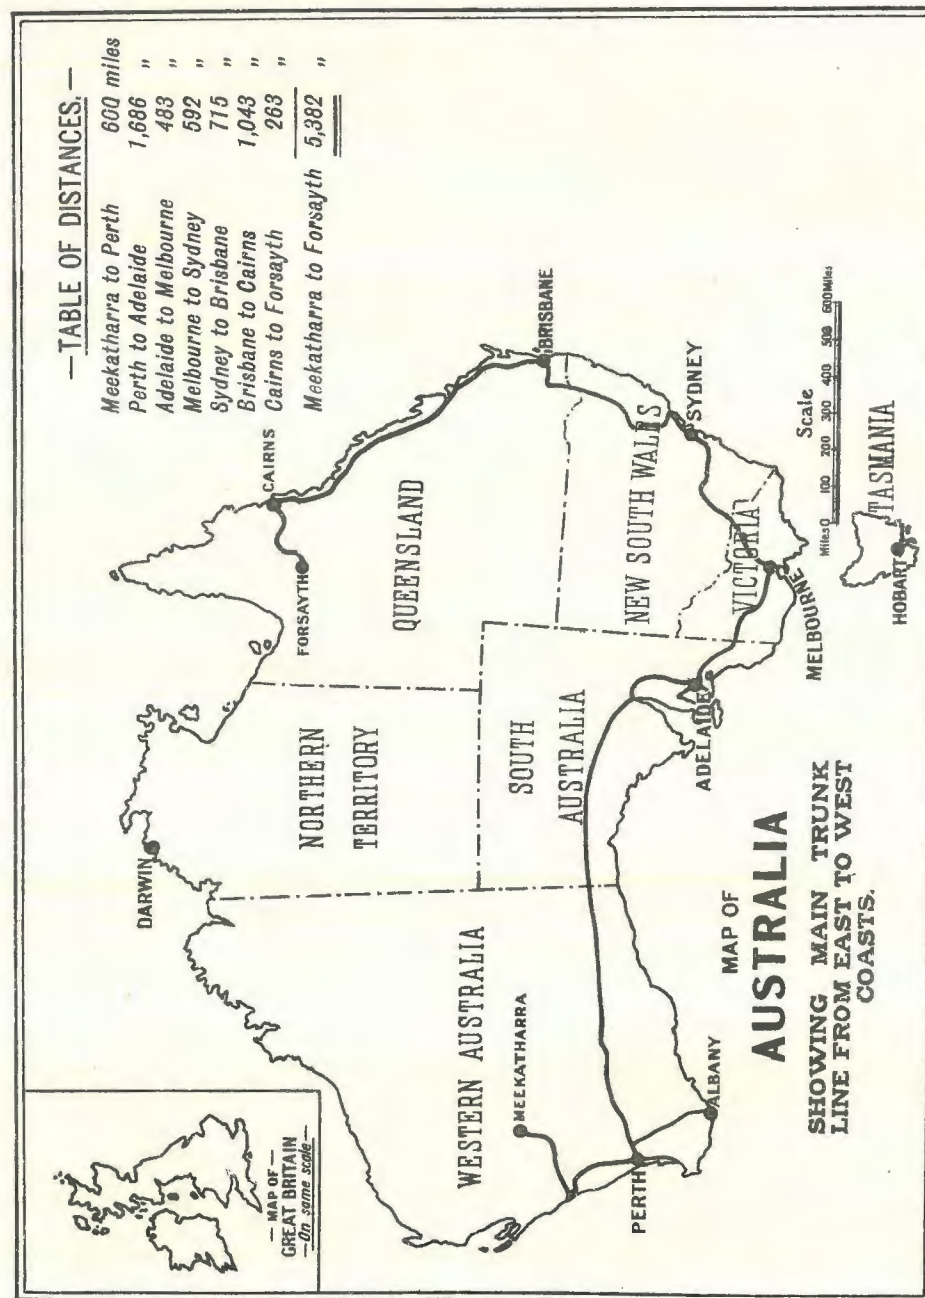 —TABLE OF DISTANCES.—
Meekatharra to Perth 600 miles
Perth to Adelaide 1,686 "
Adelaide to Melbourne 483 "
Melbourne to Sydney 592 "
Sydney to Brisbane 715 "
Brisbane to Cairns 1,043 "
Cairns to Forsayth 263 "
Meekatharra to Forsayth 5,382 "
— MAP OF —
GREAT BRITAIN
— On same scale —
DARWIN
CAIRNS
FORSAYTH
NORTHERN
TERRITORY
QUEENSLAND
WESTERN AUSTRALIA
MEEKATHARRA
SOUTH
AUSTRALIA
BRISBANE
NEW SOUTH WALES
PERTH
SYDNEY
ADELAIDE
VICTORIA
ALBANY
MELBOURNE
MAP OF
AUSTRALIA
SHOWING MAIN TRUNK
LINE FROM EAST TO WEST
COASTS.
Scale
Miles 0 100 200 300 400 500 600 Miles
TASMANIA
HOBART